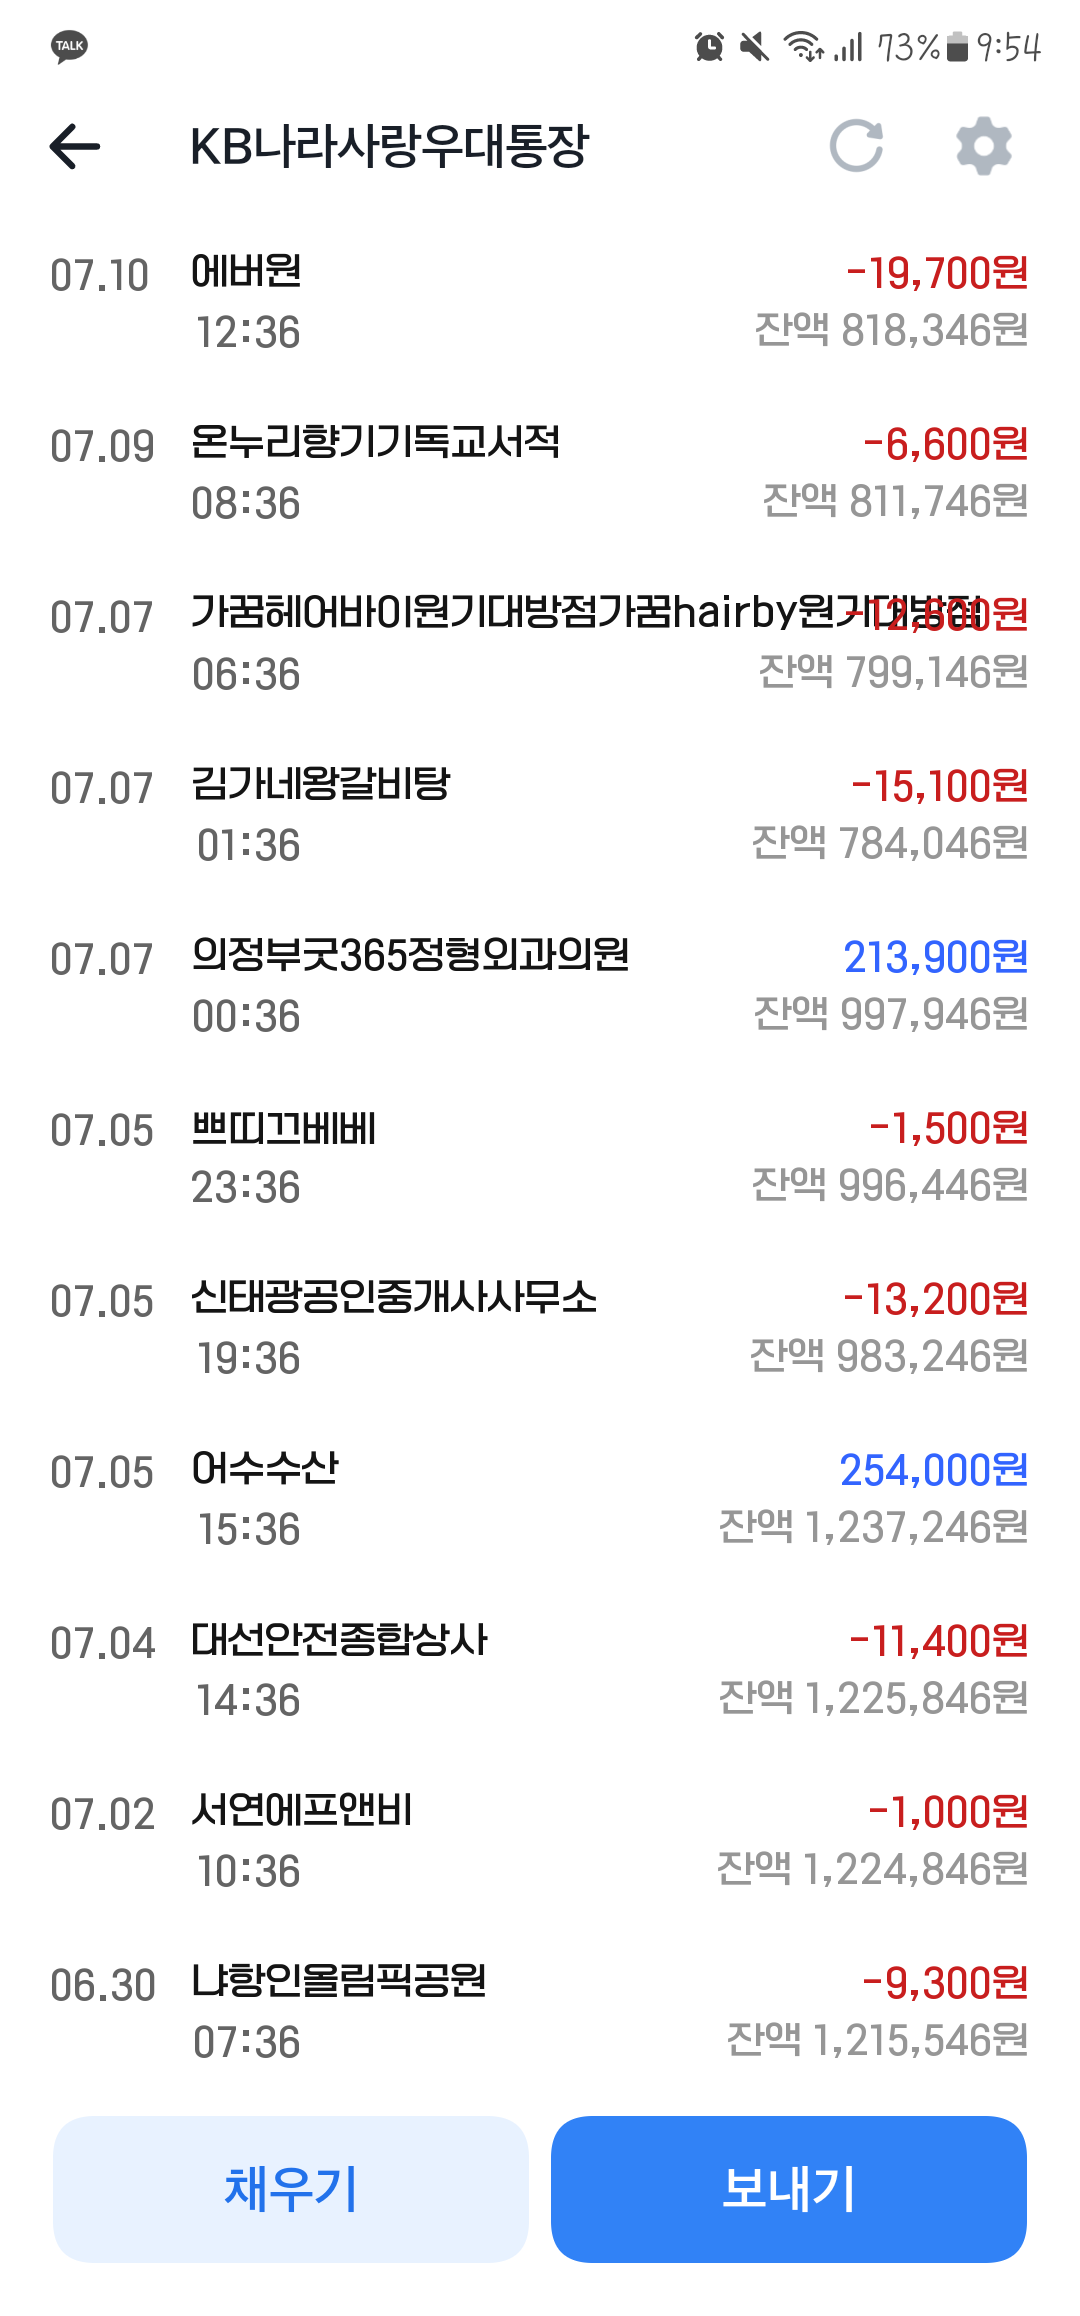 TALK 73% 9:54
KB나라사랑우대통장
07.10 에버원 -19,700원
12:36 잔액 818,346원
07.09 온누리향기기독교서적 -6,600원
08:36 잔액 811,746원
07.07 가꿈헤어바이원기대방점가꿈hairby원기대방점 -12,600원
06:36 잔액 799,146원
07.07 김가네왕갈비탕 -15,100원
01:36 잔액 784,046원
07.07 의정부굿365정형외과의원 213,900원
00:36 잔액 997,946원
07.05 쁘띠끄베베 -1,500원
23:36 잔액 996,446원
07.05 신태광공인중개사사무소 -13,200원
19:36 잔액 983,246원
07.05 어수수산 254,000원
15:36 잔액 1,237,246원
07.04 대선안전종합상사 -11,400원
14:36 잔액 1,225,846원
07.02 서연에프앤비 -1,000원
10:36 잔액 1,224,846원
06.30 냐항인올림픽공원 -9,300원
07:36 잔액 1,215,546원
채우기 보내기